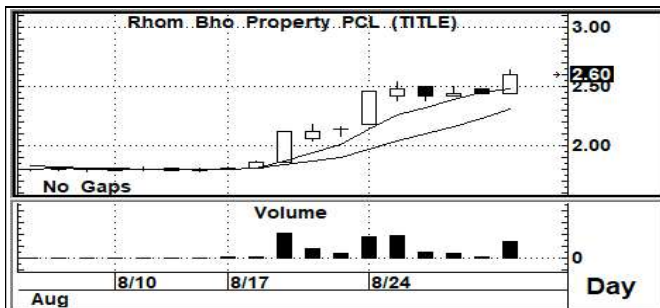 Rhom Bho Property PCL (TITLE)
3.00
2.60
2.50
2.00
No Gaps
Volume
0
8/10 8/17 8/24
Aug
Day